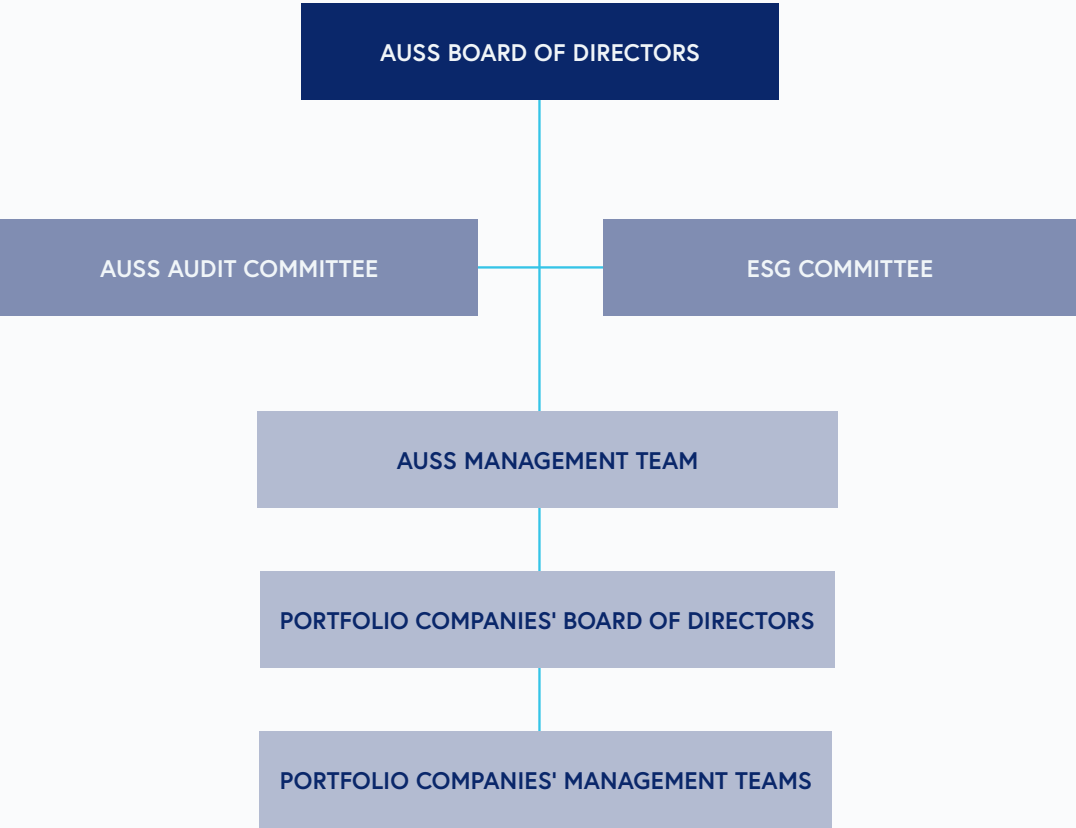 AUSS BOARD OF DIRECTORS
AUSS AUDIT COMMITTEE
ESG COMMITTEE
AUSS MANAGEMENT TEAM
PORTFOLIO COMPANIES' BOARD OF DIRECTORS
PORTFOLIO COMPANIES' MANAGEMENT TEAMS